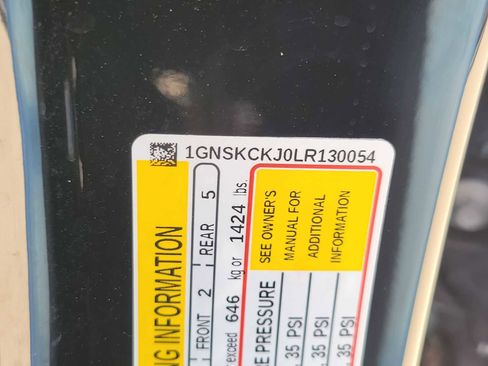 1GNSKCKJ0LR130054
NG INFORMATION
FRONT 2 REAR 5
exceed 646 kg or 1424 lbs.
E PRESSURE SEE OWNER'S
, 35 PSI MANUAL FOR
, 35 PSI ADDITIONAL
, 35 PSI INFORMATION